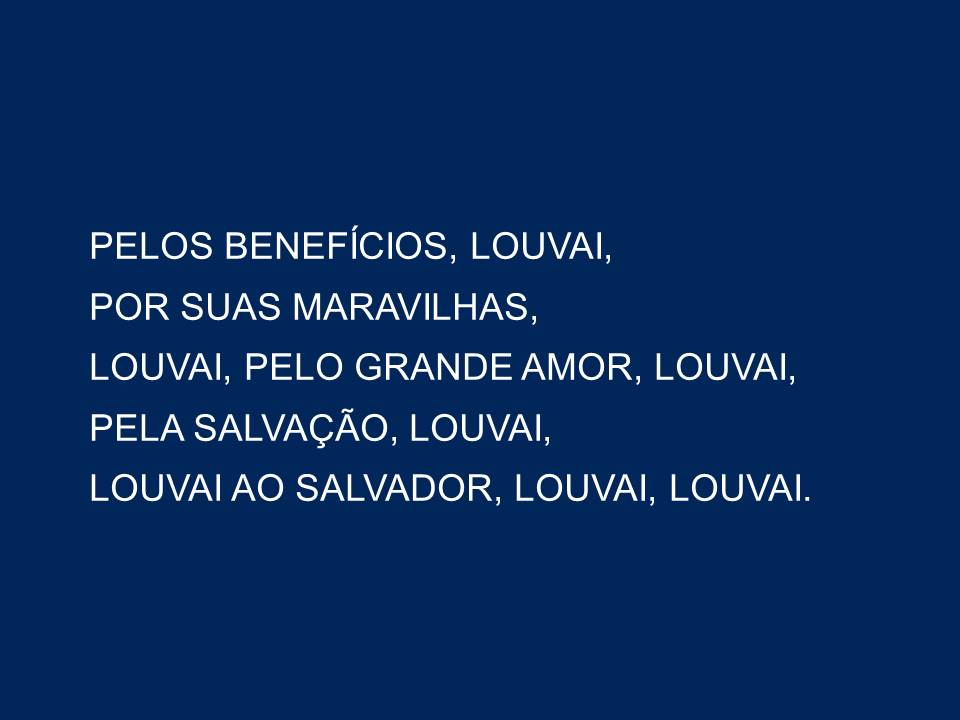 PELOS BENEFÍCIOS, LOUVAI,
POR SUAS MARAVILHAS,
LOUVAI, PELO GRANDE AMOR, LOUVAI,
PELA SALVAÇÃO, LOUVAI,
LOUVAI AO SALVADOR, LOUVAI, LOUVAI.